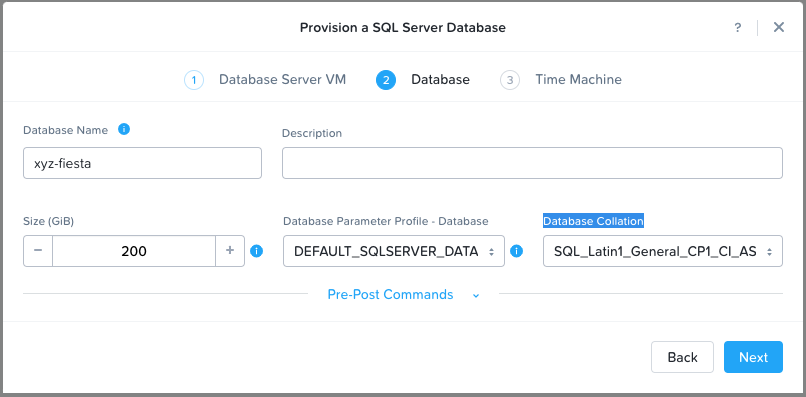 Provision a SQL Server Database
?
1 Database Server VM 2 Database 3 Time Machine
Database Name
Description
xyz-fiesta
Size (GiB) Database Parameter Profile - Database Database Collation
− 200 + DEFAULT_SQLSERVER_DATA SQL_Latin1_General_CP1_CI_AS
Pre-Post Commands
Back Next